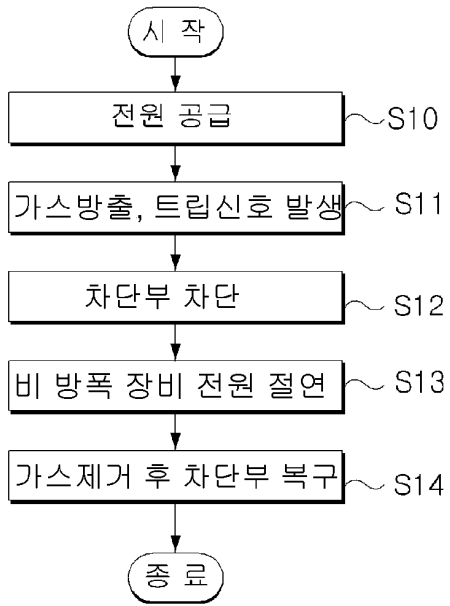 시 작
전원 공급
S10
가스방출, 트립신호 발생
S11
차단부 차단
S12
비 방폭 장비 전원 절연
S13
가스제거 후 차단부 복구
S14
종 료